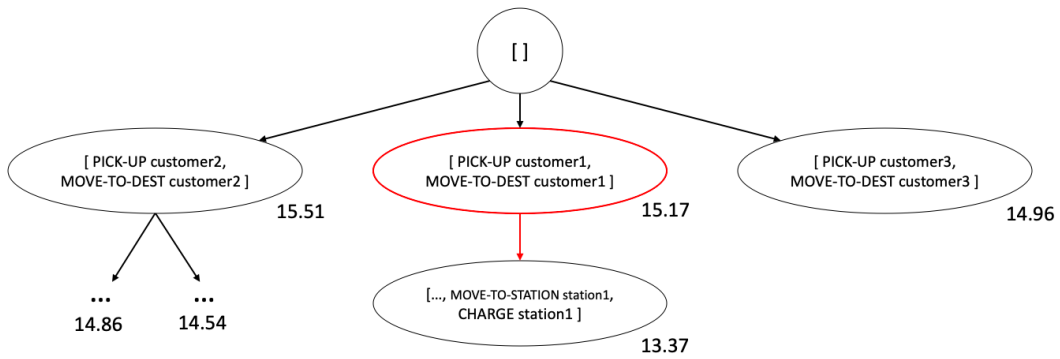 [ ]
[ PICK-UP customer2,
MOVE-TO-DEST customer2 ]
15.51
[ PICK-UP customer1,
MOVE-TO-DEST customer1 ]
15.17
[ PICK-UP customer3,
MOVE-TO-DEST customer3 ]
14.96
...
14.86
...
14.54
[..., MOVE-TO-STATION station1,
CHARGE station1 ]
13.37